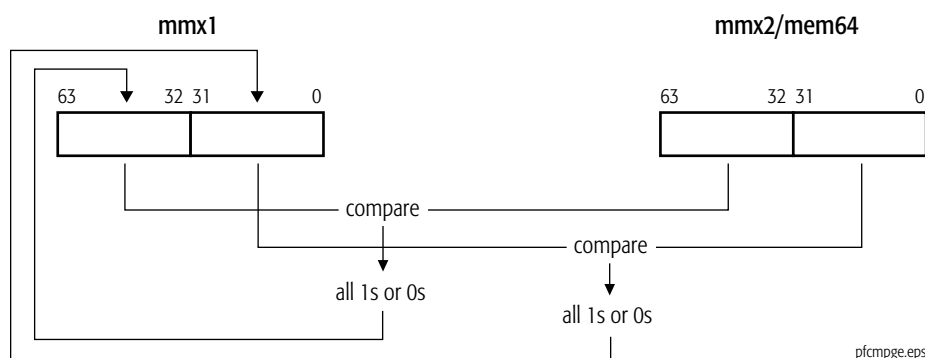 mmx1 mmx2/mem64
63 32 31 0 63 32 31 0
compare
compare
all 1s or 0s
all 1s or 0s
pfcmpge.eps